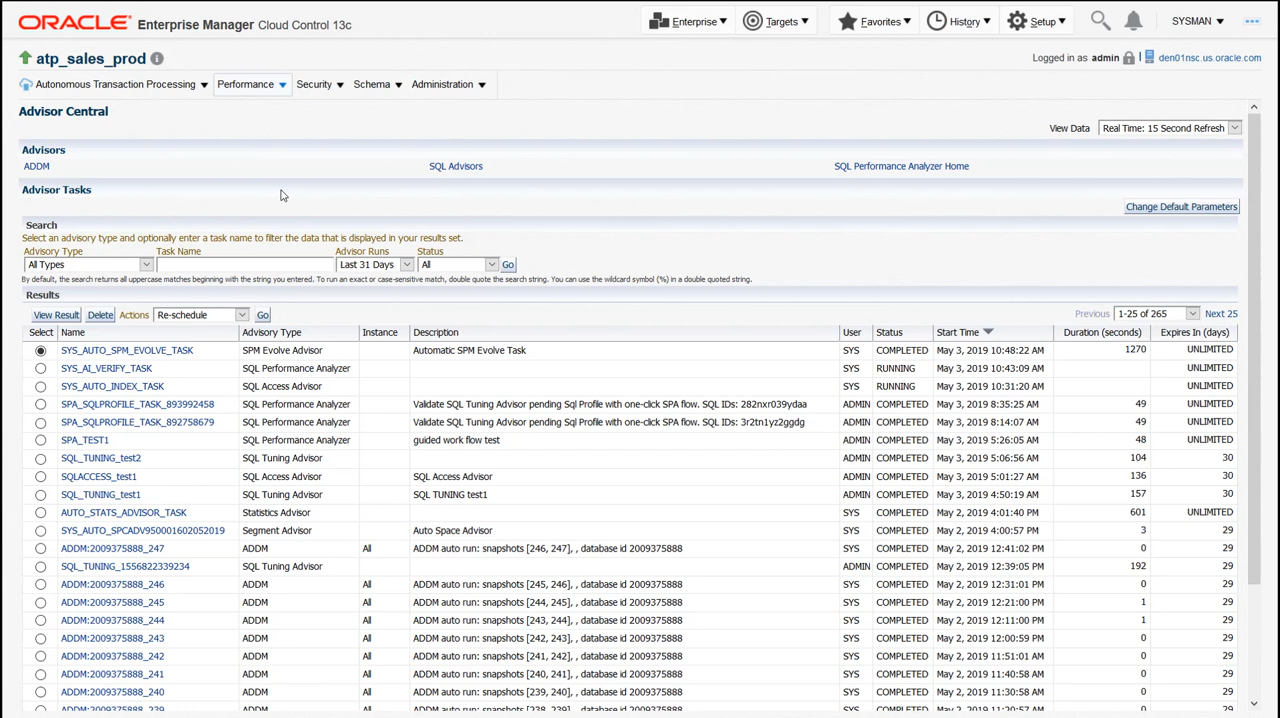 ORACLE Enterprise Manager Cloud Control 13c Enterprise Targets Favorites History Setup SYSMAN
atp_sales_prod Logged in as admin den01nsc.us.oracle.com
Autonomous Transaction Processing Performance Security Schema Administration
Advisor Central
View Data Real Time: 15 Second Refresh
Advisors
ADDM SQL Advisors SQL Performance Analyzer Home
Advisor Tasks
Change Default Parameters
Search
Select an advisory type and optionally enter a task name to filter the data that is displayed in your results set.
Advisory Type Task Name Advisor Runs Status
All Types Last 31 Days All Go
By default, the search returns all uppercase matches beginning with the string you entered. To run an exact or case-sensitive match, double quote the search string. You can use the wildcard symbol (%) in a double quoted string.
Results
View Result Delete Actions Re-schedule Go Previous 1-25 of 265 Next 25
Select Name Advisory Type Instance Description User Status Start Time Duration (seconds) Expires In (days)
SYS_AUTO_SPM_EVOLVE_TASK SPM Evolve Advisor Automatic SPM Evolve Task SYS COMPLETED May 3, 2019 10:48:22 AM 1270 UNLIMITED
SYS_AI_VERIFY_TASK SQL Performance Analyzer SYS RUNNING May 3, 2019 10:43:09 AM UNLIMITED
SYS_AUTO_INDEX_TASK SQL Access Advisor SYS RUNNING May 3, 2019 10:31:20 AM UNLIMITED
SPA_SQLPROFILE_TASK_893992458 SQL Performance Analyzer Validate SQL Tuning Advisor pending Sql Profile with one-click SPA flow. SQL IDs: 282nxr039ydaa ADMIN COMPLETED May 3, 2019 8:35:25 AM 49 UNLIMITED
SPA_SQLPROFILE_TASK_892758679 SQL Performance Analyzer Validate SQL Tuning Advisor pending Sql Profile with one-click SPA flow. SQL IDs: 3r2tn1yz2ggdg ADMIN COMPLETED May 3, 2019 8:14:07 AM 49 UNLIMITED
SPA_TEST1 SQL Performance Analyzer guided work flow test ADMIN COMPLETED May 3, 2019 5:26:05 AM 48 UNLIMITED
SQL_TUNING_test2 SQL Tuning Advisor ADMIN COMPLETED May 3, 2019 5:06:56 AM 104 30
SQLACCESS_test1 SQL Access Advisor SQL Access Advisor ADMIN COMPLETED May 3, 2019 5:01:27 AM 136 30
SQL_TUNING_test1 SQL Tuning Advisor SQL TUNING test1 ADMIN COMPLETED May 3, 2019 4:50:19 AM 157 30
AUTO_STATS_ADVISOR_TASK Statistics Advisor SYS COMPLETED May 2, 2019 4:01:40 PM 601 UNLIMITED
SYS_AUTO_SPCADV950001602052019 Segment Advisor Auto Space Advisor SYS COMPLETED May 2, 2019 4:00:57 PM 3 29
ADDM:2009375888_247 ADDM All ADDM auto run: snapshots [246, 247], , database id 2009375888 SYS COMPLETED May 2, 2019 12:41:02 PM 0 29
SQL_TUNING_1556822339234 SQL Tuning Advisor ADMIN COMPLETED May 2, 2019 12:39:05 PM 192 29
ADDM:2009375888_246 ADDM All ADDM auto run: snapshots [245, 246], , database id 2009375888 SYS COMPLETED May 2, 2019 12:31:01 PM 0 29
ADDM:2009375888_245 ADDM All ADDM auto run: snapshots [244, 245], , database id 2009375888 SYS COMPLETED May 2, 2019 12:21:00 PM 1 29
ADDM:2009375888_244 ADDM All ADDM auto run: snapshots [243, 244], , database id 2009375888 SYS COMPLETED May 2, 2019 12:11:00 PM 1 29
ADDM:2009375888_243 ADDM All ADDM auto run: snapshots [242, 243], , database id 2009375888 SYS COMPLETED May 2, 2019 12:00:59 PM 0 29
ADDM:2009375888_242 ADDM All ADDM auto run: snapshots [241, 242], , database id 2009375888 SYS COMPLETED May 2, 2019 11:51:01 AM 0 29
ADDM:2009375888_241 ADDM All ADDM auto run: snapshots [240, 241], , database id 2009375888 SYS COMPLETED May 2, 2019 11:40:58 AM 0 29
ADDM:2009375888_240 ADDM All ADDM auto run: snapshots [239, 240], , database id 2009375888 SYS COMPLETED May 2, 2019 11:30:58 AM 0 29
ADDM:2009375888_239 ADDM All ADDM auto run: snapshots [238, 239], , database id 2009375888 SYS COMPLETED May 2, 2019 11:20:57 AM 0 29